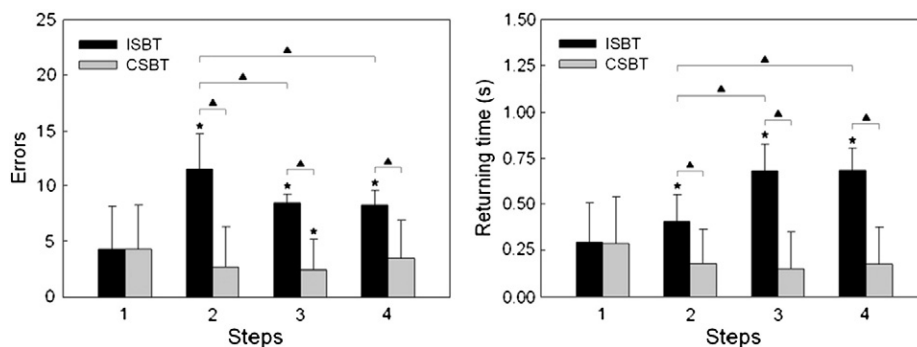 25
20
15
10
5
0
Errors
ISBT
CSBT
1 2 3 4
Steps
1.50
1.25
1.00
0.75
0.50
0.25
0.00
Returning time (s)
ISBT
CSBT
1 2 3 4
Steps